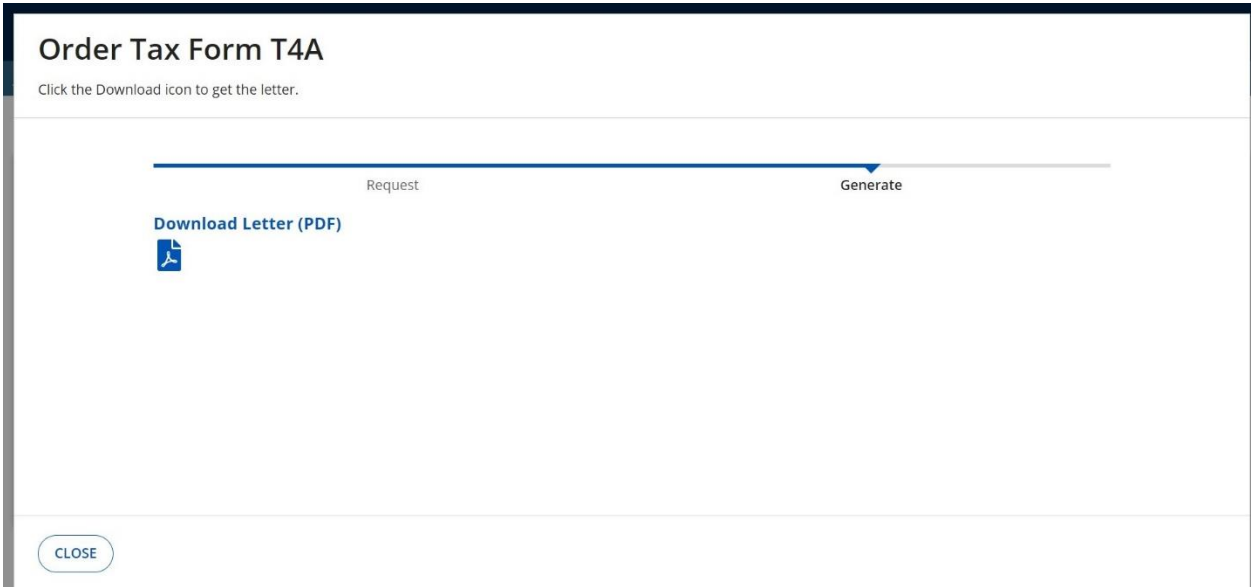 Order Tax Form T4A
Click the Download icon to get the letter.
Request
Generate
Download Letter (PDF)
CLOSE